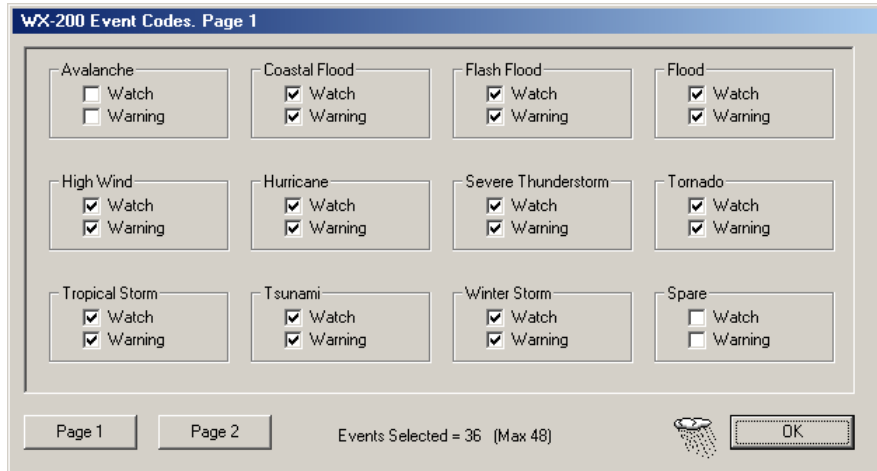 WX-200 Event Codes. Page 1
Avalanche Coastal Flood Flash Flood Flood
Watch Watch Watch Watch
Warning Warning Warning Warning
High Wind Hurricane Severe Thunderstorm Tornado
Watch Watch Watch Watch
Warning Warning Warning Warning
Tropical Storm Tsunami Winter Storm Spare
Watch Watch Watch Watch
Warning Warning Warning Warning
Page 1 Page 2 Events Selected = 36 (Max 48) OK